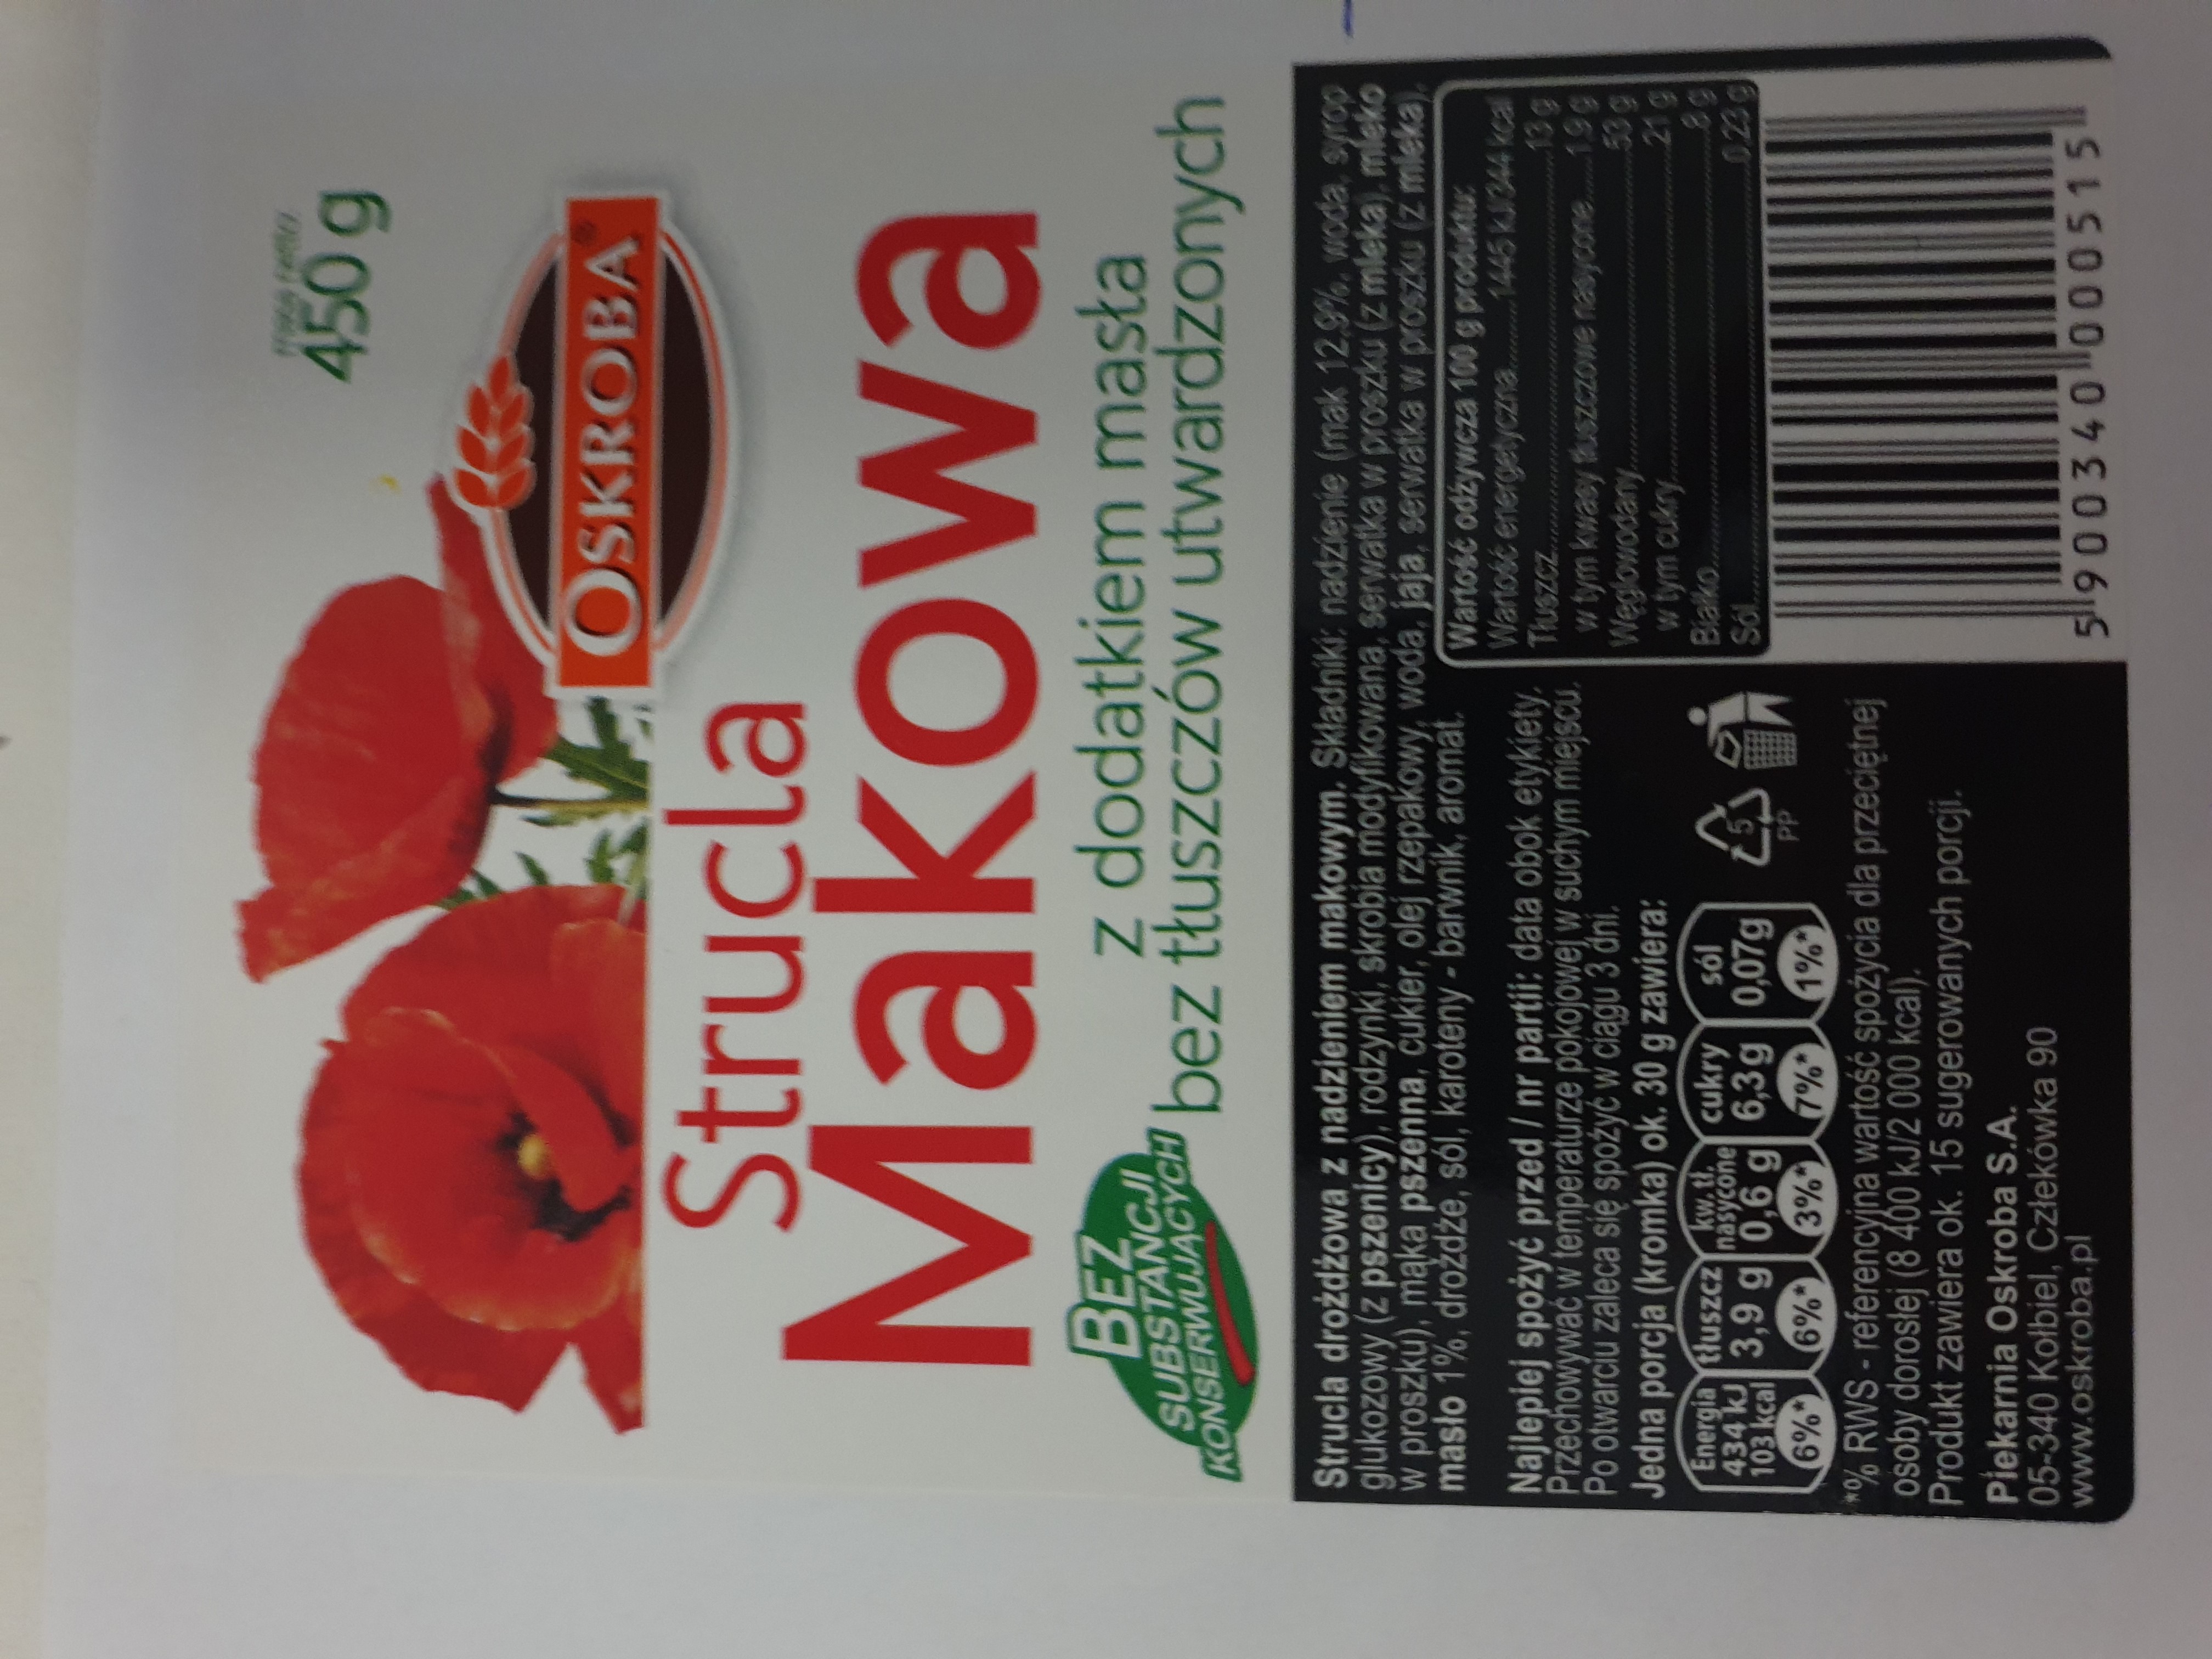 masa netto
450 g
OSKROBA®
Strucla
Makowa
z dodatkiem masła
bez tłuszczów utwardzonych
BEZ
SUBSTANCJI
KONSERWUJĄCYCH
Strucla drożdżowa z nadzieniem makowym. Składniki: nadzienie (mak 12,9%, woda, syrop
glukozowy (z pszenicy), rodzynki, skrobia modyfikowana, serwatka w proszku (z mleka), mleko
w proszku), mąka pszenna, cukier, olej rzepakowy, woda, jaja, serwatka w proszku (z mleka),
masło 1%, drożdże, sól, karoteny - barwnik, aromat.
Najlepiej spożyć przed / nr partii: data obok etykiety.
Przechowywać w temperaturze pokojowej w suchym miejscu.
Po otwarciu zaleca się spożyć w ciągu 3 dni.
Jedna porcja (kromka) ok. 30 g zawiera:
Energia
434 kJ
103 kcal
6%*
tłuszcz
3,9 g
6%*
kw. tł.
nasycone
0,6 g
3%*
cukry
6,3 g
7%*
sól
0,07g
1%*
5
PP
*% RWS - referencyjna wartość spożycia dla przeciętnej
osoby dorosłej (8 400 kJ/2 000 kcal).
Produkt zawiera ok. 15 sugerowanych porcji.
Piekarnia Oskroba S.A.
05-340 Kołbiel, Człekówka 90
www.oskroba.pl
Wartość odżywcza 100 g produktu:
Wartość energetyczna..........1445 kJ/344 kcal
Tłuszcz..........13 g
w tym kwasy tłuszczowe nasycone..........1,9 g
Węglowodany..........53 g
w tym cukry..........21 g
Białko..........8 g
Sól..........0,23 g
5 900340 000515